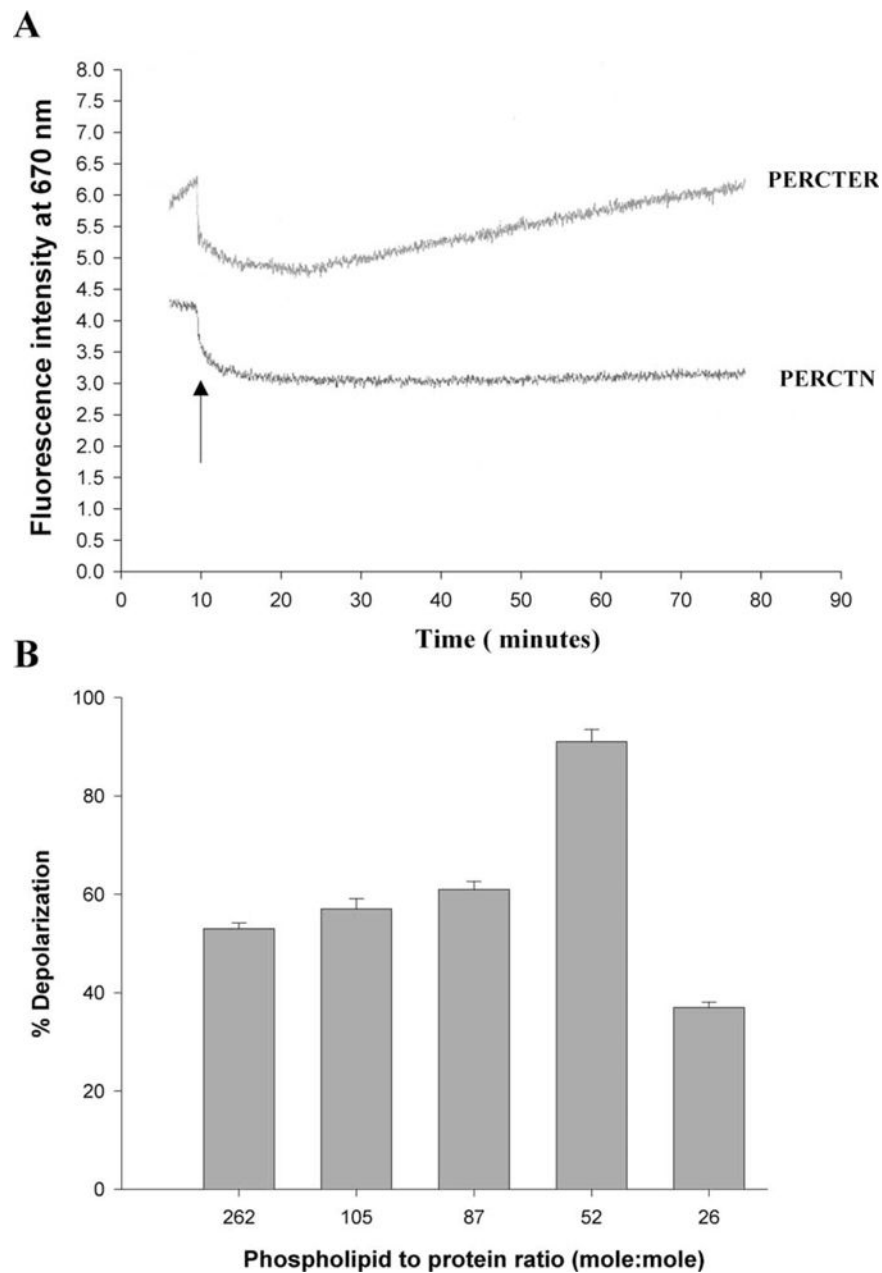 A
Fluorescence intensity at 670 nm
8.0
7.5
7.0
6.5
6.0
5.5
5.0
4.5
4.0
3.5
3.0
2.5
2.0
1.5
1.0
0.5
0.0
PERCTER
PERCTN
0 10 20 30 40 50 60 70 80 90
Time ( minutes)
B
% Depolarization
100
80
60
40
20
0
262 105 87 52 26
Phospholipid to protein ratio (mole:mole)